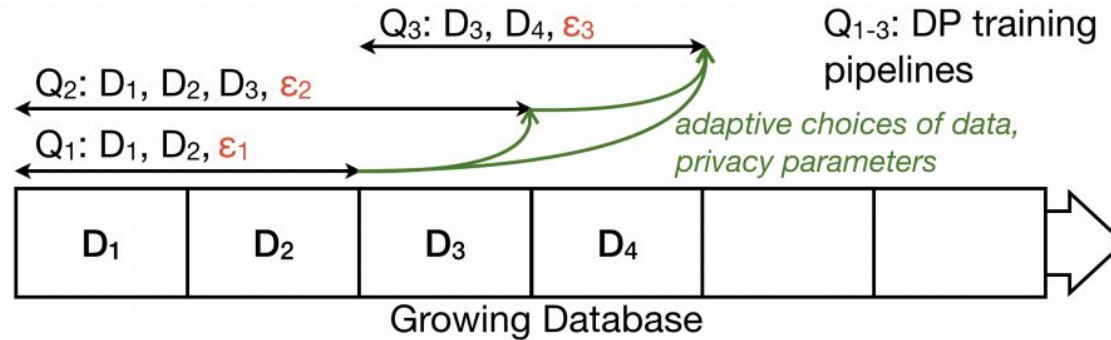 Q₃: D₃, D₄, ε₃
Q₁₋₃: DP training
pipelines
Q₂: D₁, D₂, D₃, ε₂
adaptive choices of data,
privacy parameters
Q₁: D₁, D₂, ε₁
D₁ D₂ D₃ D₄
Growing Database